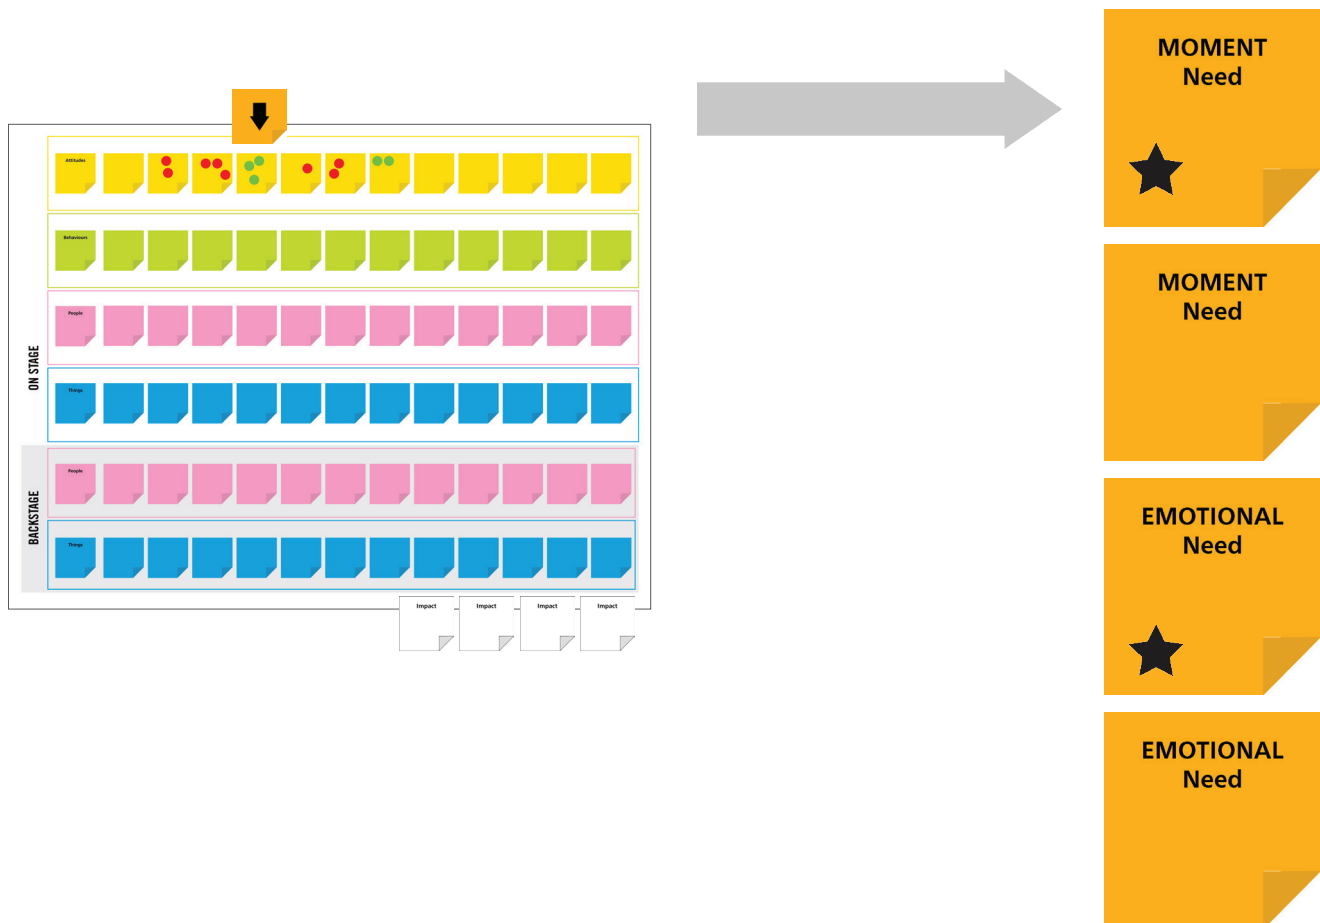 Attitudes
Behaviours
People
Things
ON STAGE
People
Things
BACKSTAGE
Impact
Impact
Impact
Impact
MOMENT
Need
MOMENT
Need
EMOTIONAL
Need
EMOTIONAL
Need